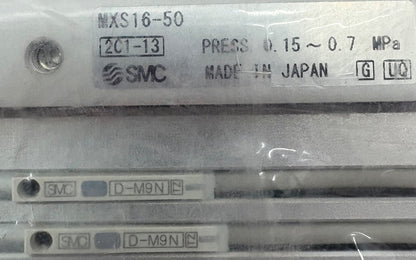 MXS16-50
2C1-13 PRESS 0.15～0.7 MPa
SMC MADE IN JAPAN G UQ
SMC D-M9N
SMC D-M9N